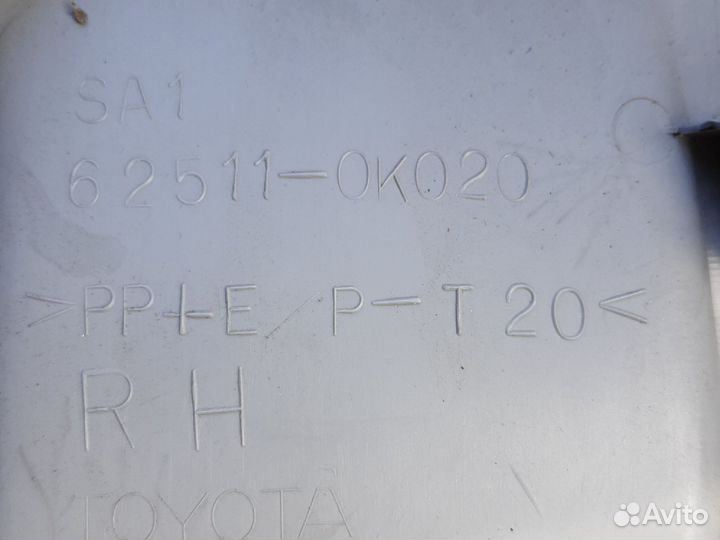 SA1
62511-0K020
>PP+E/P-T20<
RH
TOYOTA
Avito